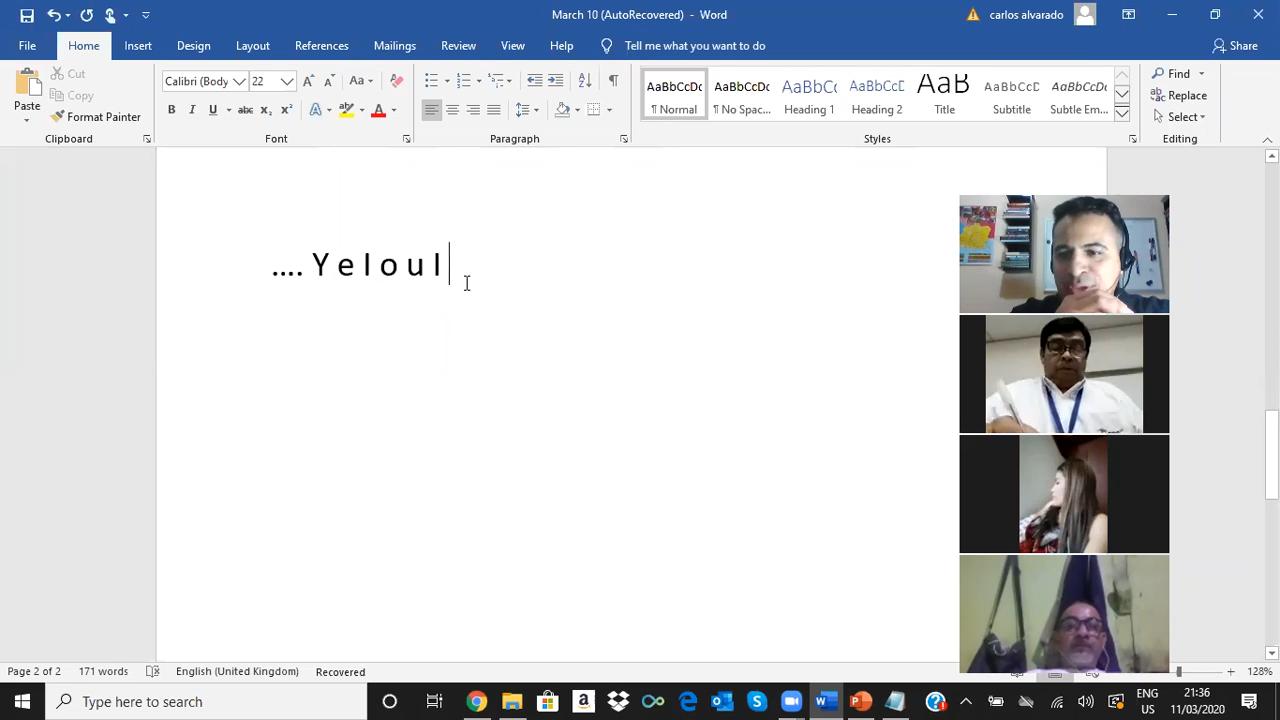 March 10 (AutoRecovered) - Word
carlos alvarado
File Home Insert Design Layout References Mailings Review View Help Tell me what you want to do Share
Paste
Cut
Copy
Format Painter
Clipboard
Calibri (Body 22
Font
Paragraph
AaBbCcDc AaBbCcDc AaBbCc AaBbCcD AaB AaBbCcD AaBbCcDc
¶ Normal ¶ No Spac... Heading 1 Heading 2 Title Subtitle Subtle Em...
Styles
Find
Replace
Select
Editing
.... Y e l o u l
Page 2 of 2 171 words English (United Kingdom) Recovered 128%
Type here to search
ENG
US
21:36
11/03/2020